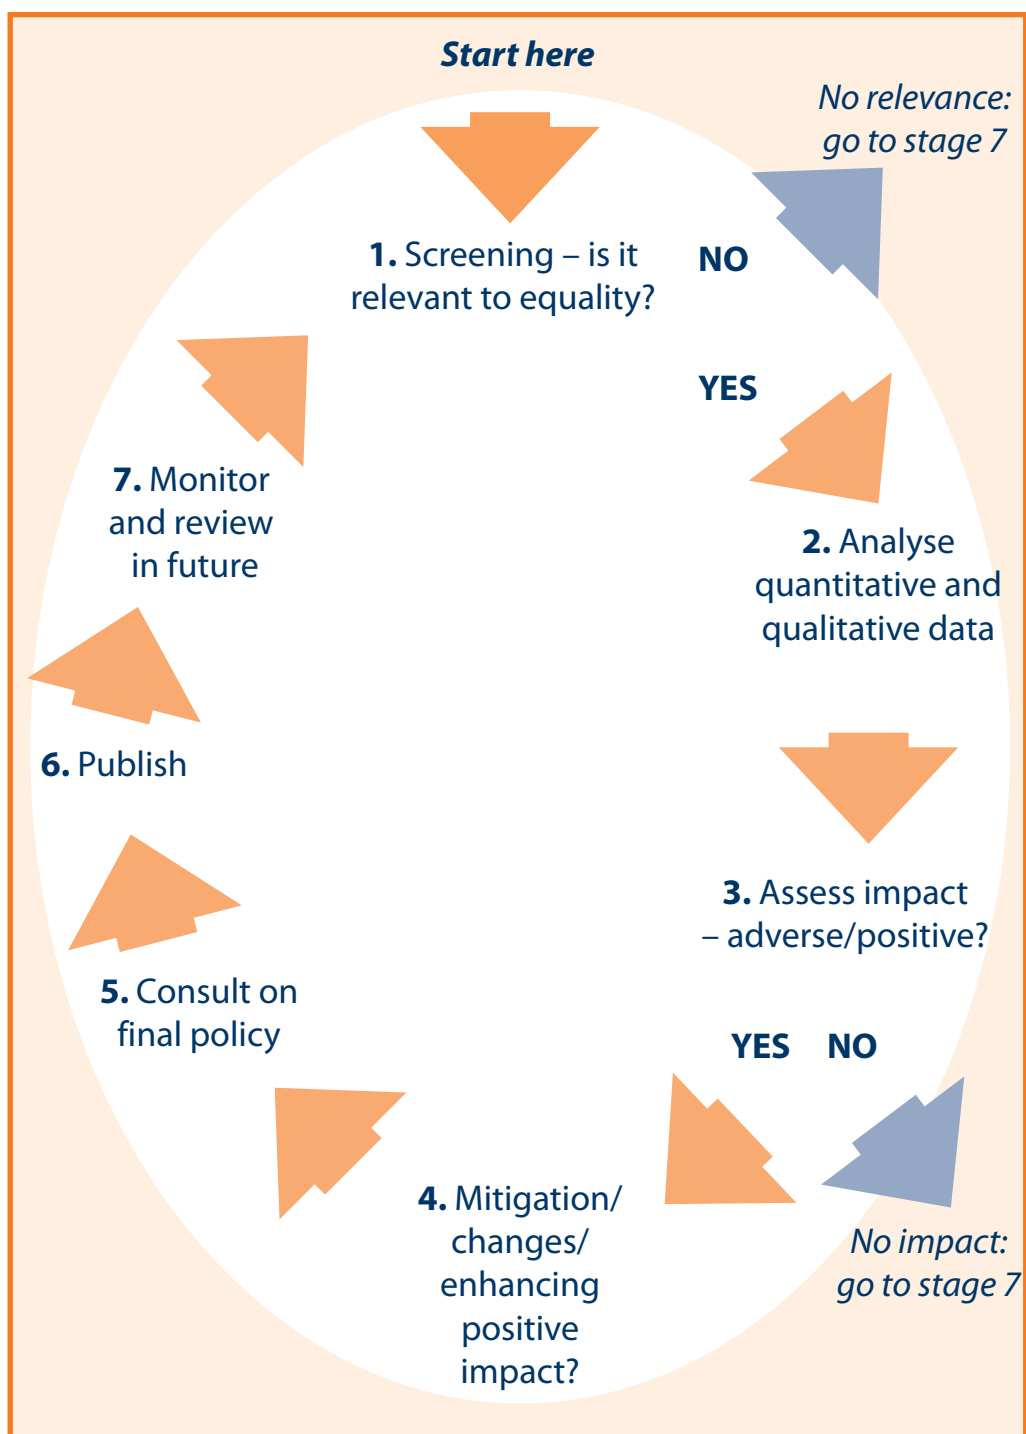 Start here
No relevance:
go to stage 7
1. Screening – is it
relevant to equality?
NO
YES
2. Analyse
quantitative and
qualitative data
3. Assess impact
– adverse/positive?
YES NO
No impact:
go to stage 7
4. Mitigation/
changes/
enhancing
positive
impact?
5. Consult on
final policy
6. Publish
7. Monitor
and review
in future